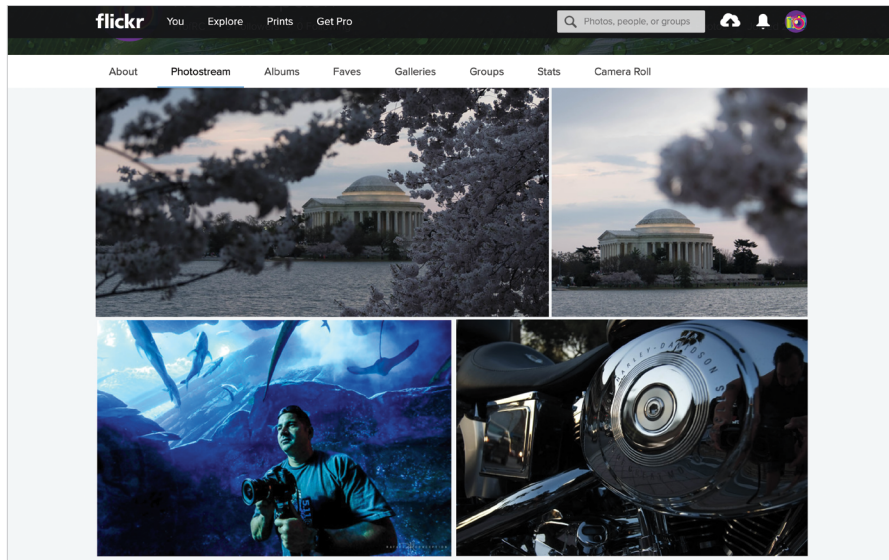 flickr You Explore Prints Get Pro Photos, people, or groups
About Photostream Albums Faves Galleries Groups Stats Camera Roll
HARLEY-DAVIDSON